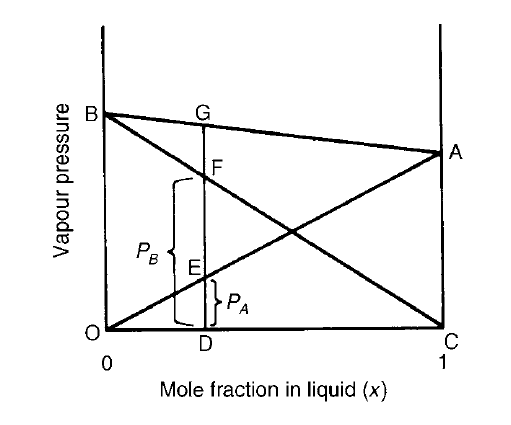 B
G
A
F
Vapour pressure
P_B
E
P_A
O
D
C
0
1
Mole fraction in liquid (x)